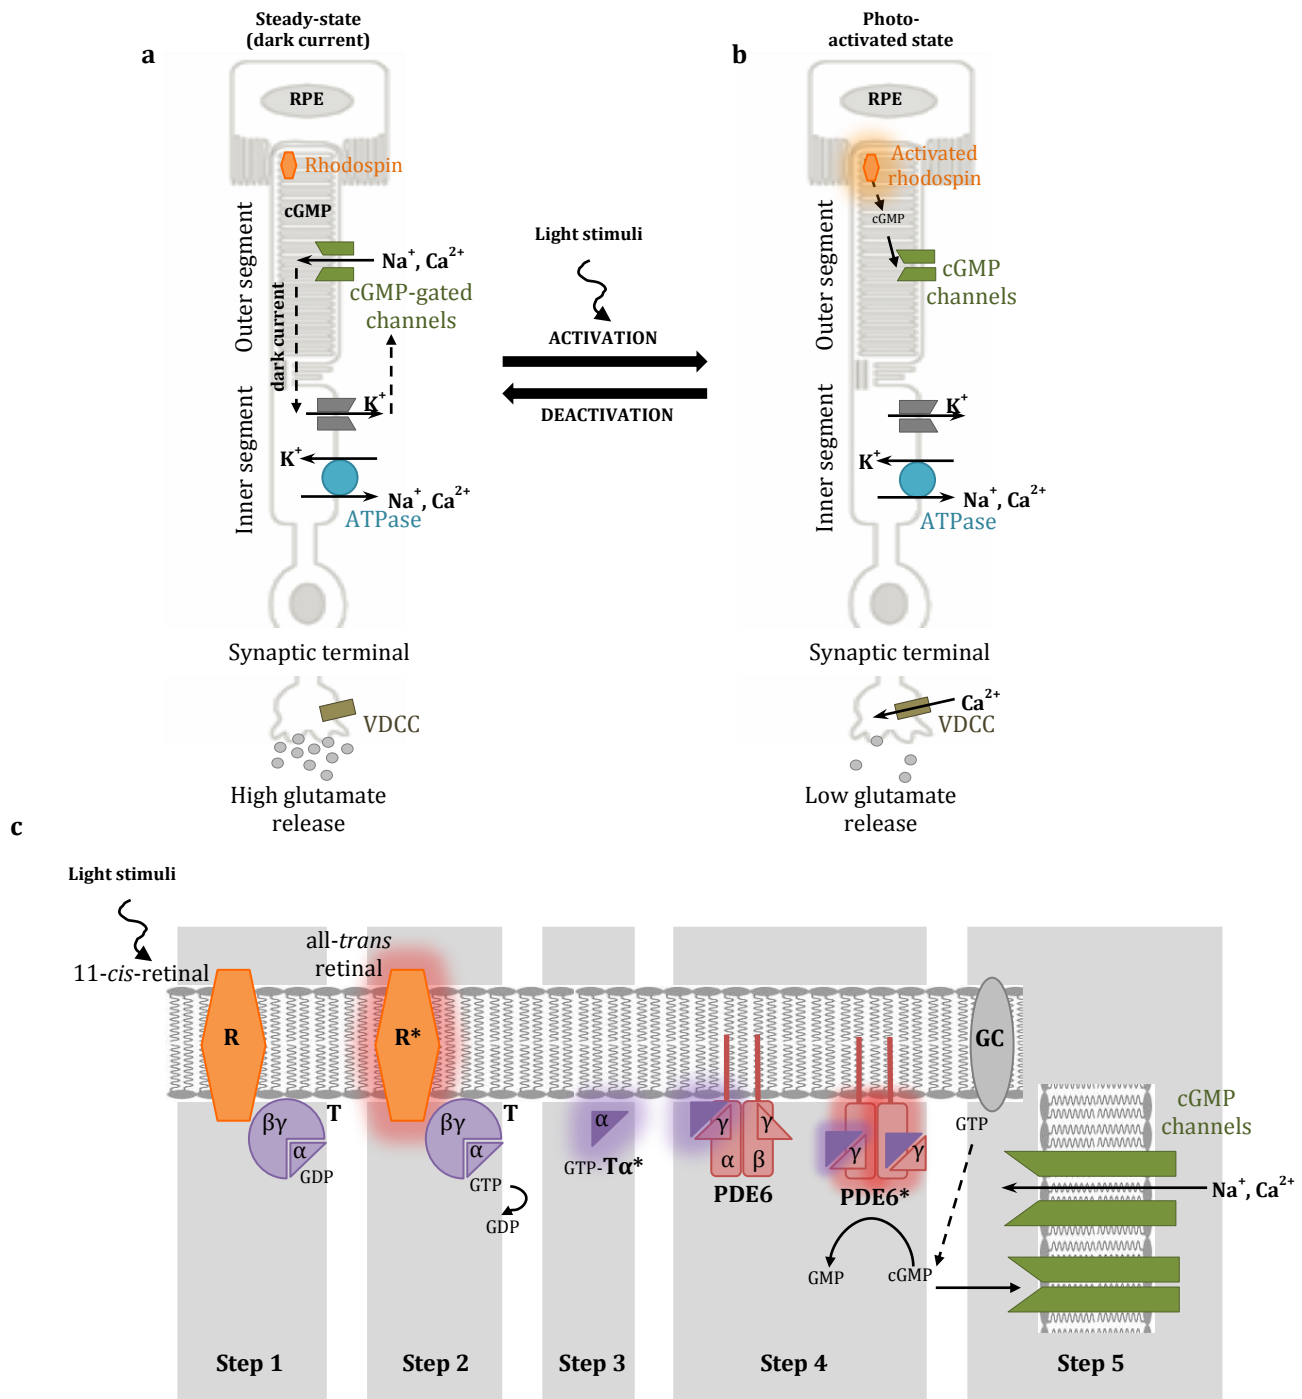 Steady-state
(dark current)
a
RPE
Rhodospin
cGMP
Na⁺, Ca²⁺
cGMP-gated
channels
Outer segment
dark current
K⁺
Inner segment
K⁺
Na⁺, Ca²⁺
ATPase
Synaptic terminal
VDCC
High glutamate
release
Light stimuli
ACTIVATION
DEACTIVATION
Photo-
activated state
b
RPE
Activated
rhodospin
cGMP
cGMP
channels
Outer segment
K⁺
Inner segment
K⁺
Na⁺, Ca²⁺
ATPase
Synaptic terminal
Ca²⁺
VDCC
Low glutamate
release
c
Light stimuli
11-cis-retinal
R
T
βγ
α
GDP
Step 1
all-trans
retinal
R*
T
βγ
α
GTP
GDP
Step 2
α
GTP-Tα*
Step 3
γ
γ
α
β
PDE6
γ
γ
PDE6*
GMP
cGMP
Step 4
GC
GTP
cGMP
channels
Na⁺, Ca²⁺
Step 5